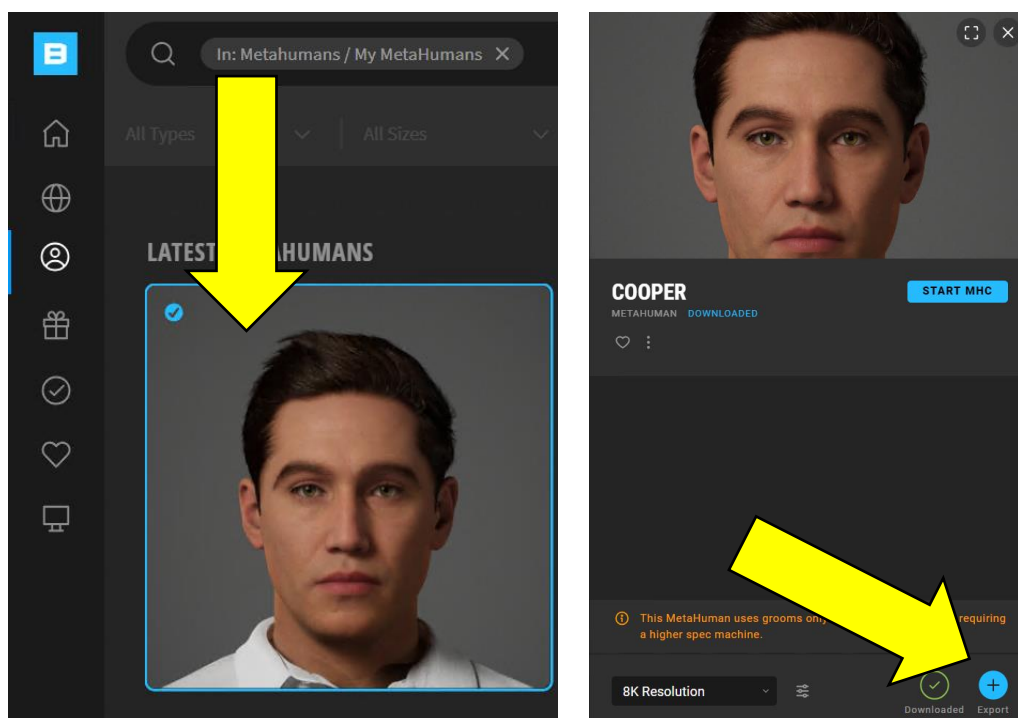 B
In: Metahumans / My MetaHumans X
All Types
All Sizes
LATEST AHUMANS
COOPER
START MHC
METAHUMAN DOWNLOADED
This MetaHuman uses grooms only requiring
a higher spec machine.
8K Resolution
Downloaded Export